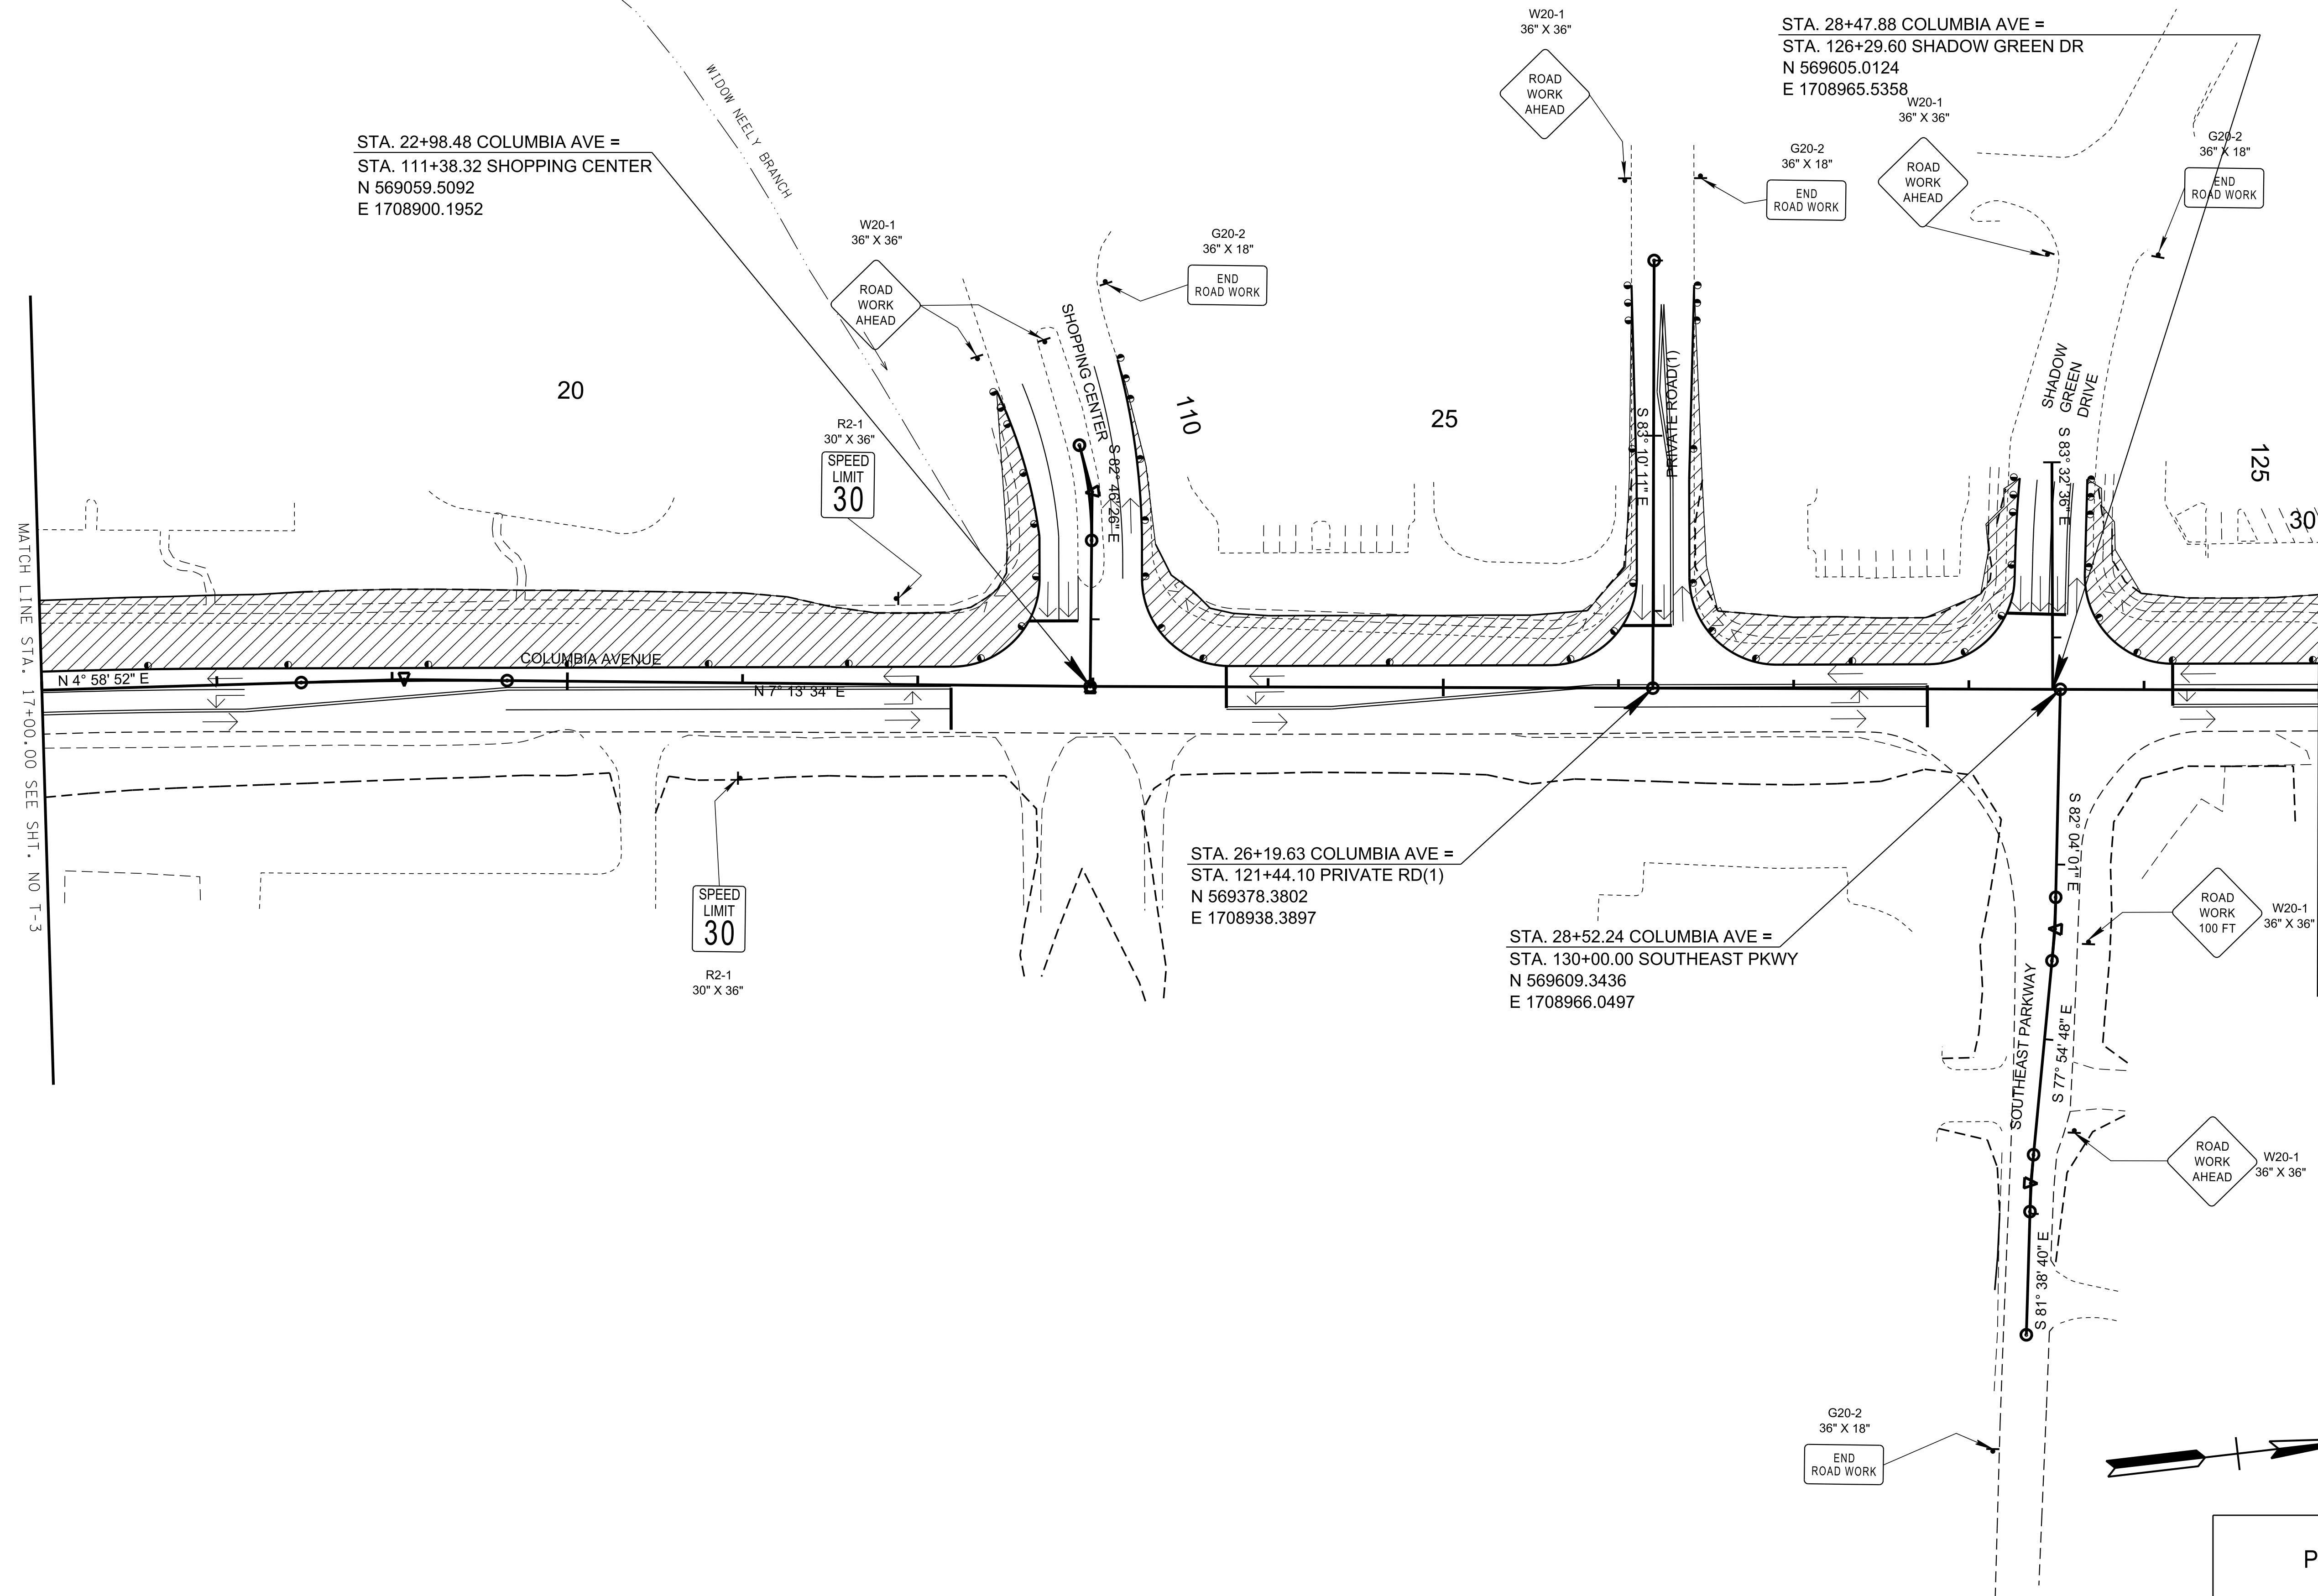 W20-1
36" X 36"
ROAD
WORK
AHEAD
STA. 28+47.88 COLUMBIA AVE =
STA. 126+29.60 SHADOW GREEN DR
N 569605.0124
E 1708965.5358
W20-1
36" X 36"
ROAD
WORK
AHEAD
G20-2
36" X 18"
END
ROAD WORK
G20-2
36" X 18"
END
ROAD WORK
WIDOW NEELY BRANCH
STA. 22+98.48 COLUMBIA AVE =
STA. 111+38.32 SHOPPING CENTER
N 569059.5092
E 1708900.1952
W20-1
36" X 36"
ROAD
WORK
AHEAD
G20-2
36" X 18"
END
ROAD WORK
SHOPPING CENTER
S 82° 46' 26" E
110
20
25
R2-1
30" X 36"
SPEED
LIMIT
30
S 83° 10' 11" E
PRIVATE ROAD(1)
SHADOW
GREEN
DRIVE
S 83° 32' 36" E
125
30
MATCH LINE STA. 17+00.00 SEE SHT. NO T-3
COLUMBIA AVENUE
N 4° 58' 52" E
N 7° 13' 34" E
SPEED
LIMIT
30
R2-1
30" X 36"
STA. 26+19.63 COLUMBIA AVE =
STA. 121+44.10 PRIVATE RD(1)
N 569378.3802
E 1708938.3897
STA. 28+52.24 COLUMBIA AVE =
STA. 130+00.00 SOUTHEAST PKWY
N 569609.3436
E 1708966.0497
S 82° 04' 01" E
ROAD
WORK
100 FT
W20-1
36" X 36"
SOUTHEAST PARKWAY
S 77° 54' 48" E
ROAD
WORK
AHEAD
W20-1
36" X 36"
S 81° 38' 40" E
G20-2
36" X 18"
END
ROAD WORK
P